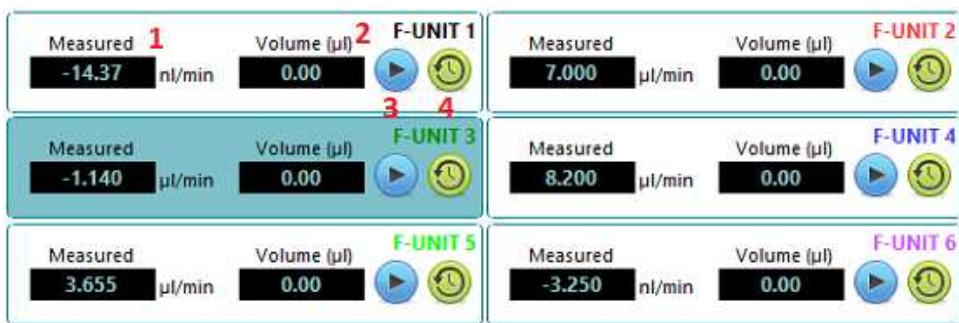 Measured 1 Volume (µl) 2 F-UNIT 1
-14.37 nl/min 0.00
3 4
Measured Volume (µl) F-UNIT 2
7.000 µl/min 0.00
Measured Volume (µl) F-UNIT 3
-1.140 µl/min 0.00
Measured Volume (µl) F-UNIT 4
8.200 µl/min 0.00
Measured Volume (µl) F-UNIT 5
3.655 µl/min 0.00
Measured Volume (µl) F-UNIT 6
-3.250 nl/min 0.00